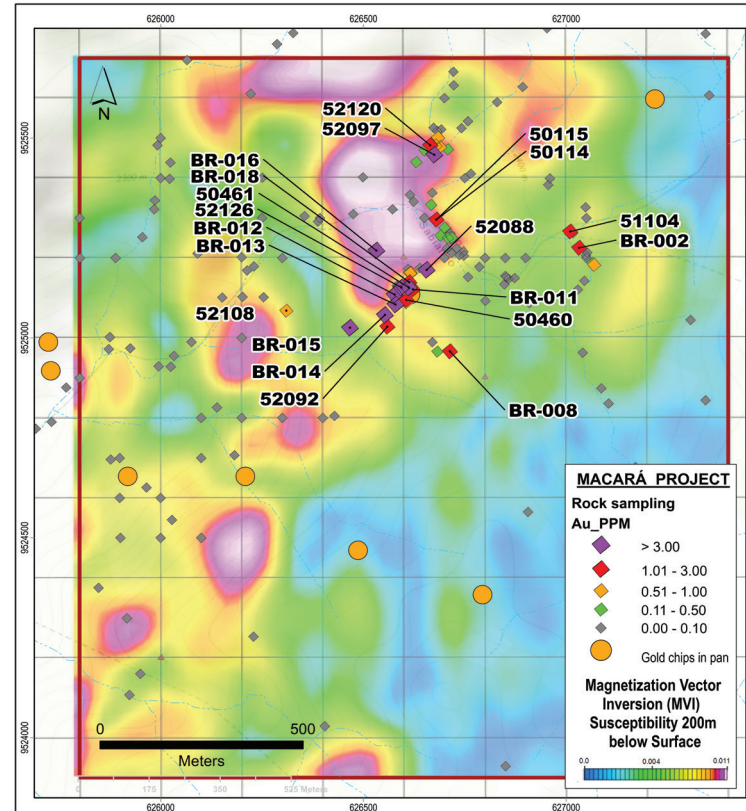 626000 626500 627000
N
9525500
9525000
9524500
9524000
52120
52097
50115
50114
BR-016
BR-018
50461
52126
BR-012
BR-013
52088
51104
BR-002
BR-011
50460
52108
BR-015
BR-014
52092
BR-008
MACARÁ PROJECT
Rock sampling
Au_PPM
> 3.00
1.01 - 3.00
0.51 - 1.00
0.11 - 0.50
0.00 - 0.10
Gold chips in pan
Magnetization Vector
Inversion (MVI)
Susceptibility 200m
below Surface
0.0 0.004 0.011
0 500
Meters
0 175 350 525 Meters
626000 626500 627000